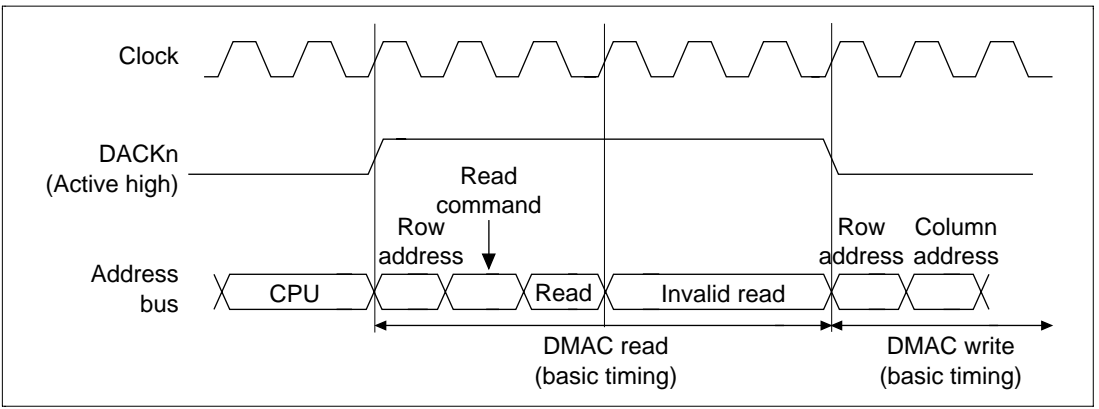 Clock
DACKn
(Active high)
Read
command
Row
address
Row
address
Column
address
Address
bus
CPU
Read
Invalid read
DMAC read
(basic timing)
DMAC write
(basic timing)